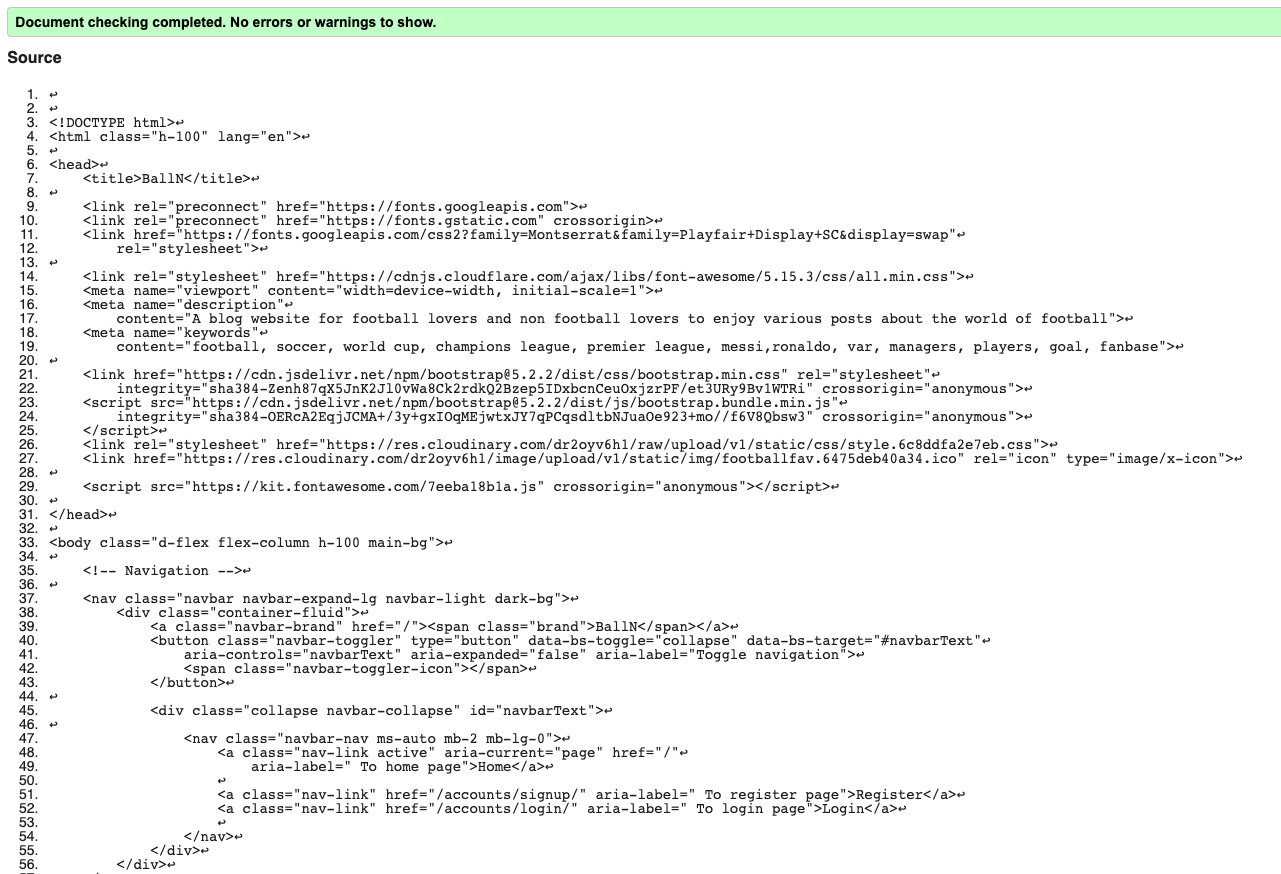 Document checking completed. No errors or warnings to show.
Source
1. ↩
2. ↩
3. <!DOCTYPE html>↩
4. <html class="h-100" lang="en">↩
5. ↩
6. <head>↩
7.     <title>BallN</title>↩
8. ↩
9.     <link rel="preconnect" href="https://fonts.googleapis.com">↩
10.     <link rel="preconnect" href="https://fonts.gstatic.com" crossorigin>↩
11.     <link href="https://fonts.googleapis.com/css2?family=Montserrat&family=Playfair+Display+SC&display=swap"↩
12.         rel="stylesheet">↩
13. ↩
14.     <link rel="stylesheet" href="https://cdnjs.cloudflare.com/ajax/libs/font-awesome/5.15.3/css/all.min.css">↩
15.     <meta name="viewport" content="width=device-width, initial-scale=1">↩
16.     <meta name="description"↩
17.         content="A blog website for football lovers and non football lovers to enjoy various posts about the world of football">↩
18.     <meta name="keywords"↩
19.         content="football, soccer, world cup, champions league, premier league, messi,ronaldo, var, managers, players, goal, fanbase">↩
20. ↩
21.     <link href="https://cdn.jsdelivr.net/npm/bootstrap@5.2.2/dist/css/bootstrap.min.css" rel="stylesheet"↩
22.         integrity="sha384-Zenh87qX5JnK2Jl0vWa8Ck2rdkQ2Bzep5IDxbcnCeuOxjzrPF/et3URy9Bv1WTRi" crossorigin="anonymous">↩
23.     <script src="https://cdn.jsdelivr.net/npm/bootstrap@5.2.2/dist/js/bootstrap.bundle.min.js"↩
24.         integrity="sha384-OERcA2EqjJCMA+/3y+gxIOqMEjwtxJY7qPCqsdltbNJuaOe923+mo//f6V8Qbsw3" crossorigin="anonymous">↩
25.     </script>↩
26.     <link rel="stylesheet" href="https://res.cloudinary.com/dr2oyv6h1/raw/upload/v1/static/css/style.6c8ddfa2e7eb.css">↩
27.     <link href="https://res.cloudinary.com/dr2oyv6h1/image/upload/v1/static/img/footballfav.6475deb40a34.ico" rel="icon" type="image/x-icon">↩
28. ↩
29.     <script src="https://kit.fontawesome.com/7eeba18b1a.js" crossorigin="anonymous"></script>↩
30. ↩
31. </head>↩
32. ↩
33. <body class="d-flex flex-column h-100 main-bg">↩
34. ↩
35.     <!-- Navigation -->↩
36. ↩
37.     <nav class="navbar navbar-expand-lg navbar-light dark-bg">↩
38.         <div class="container-fluid">↩
39.             <a class="navbar-brand" href="/"><span class="brand">BallN</span></a>↩
40.             <button class="navbar-toggler" type="button" data-bs-toggle="collapse" data-bs-target="#navbarText"↩
41.                 aria-controls="navbarText" aria-expanded="false" aria-label="Toggle navigation">↩
42.                 <span class="navbar-toggler-icon"></span>↩
43.             </button>↩
44. ↩
45.             <div class="collapse navbar-collapse" id="navbarText">↩
46. ↩
47.                 <nav class="navbar-nav ms-auto mb-2 mb-lg-0">↩
48.                     <a class="nav-link active" aria-current="page" href="/"↩
49.                         aria-label=" To home page">Home</a>↩
50.                     ↩
51.                     <a class="nav-link" href="/accounts/signup/" aria-label=" To register page">Register</a>↩
52.                     <a class="nav-link" href="/accounts/login/" aria-label=" To login page">Login</a>↩
53.                     ↩
54.                 </nav>↩
55.             </div>↩
56.         </div>↩